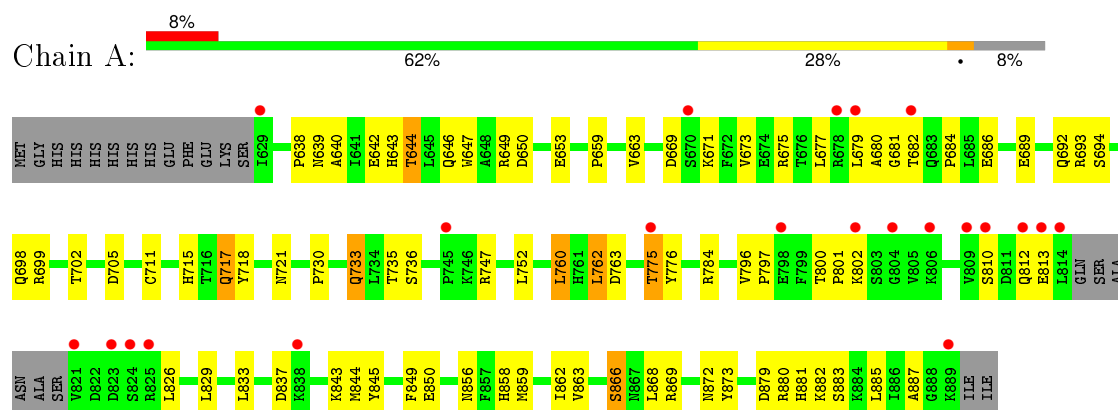 8%
Chain A:
62% 28% • 8%
MET GLY HIS HIS HIS HIS HIS HIS GLU PHE GLU LYS SER I629 P638 N639 A640 I641 E642 H643 T644 L645 Q646 W647 A648 R649 D650 E653 P659 V663 D669 S670 K671 F672 V673 E674 R675 T676 L677 R678 L679 A680 G681 T682 Q683 P684 L685 E686 E689 Q692 R693 S694
Q698 R699 T702 D705 C711 H715 T716 Q717 Y718 N721 P730 Q733 L734 T735 S736 P745 K746 R747 L752 L760 H761 L762 D763 T775 Y776 R784 V796 P797 E798 F799 T800 P801 K802 S803 G804 V805 K806 V809 S810 D811 Q812 E813 L814 GLN SER ALA
ASN ALA SER V821 D822 D823 S824 R825 L826 L829 L833 D837 K838 K843 M844 Y845 F849 E850 N856 F857 H858 M859 I862 V863 S866 N867 L868 R869 N872 Y873 D879 R880 H881 K882 S883 K884 L885 I886 A887 G888 K889 ILE ILE